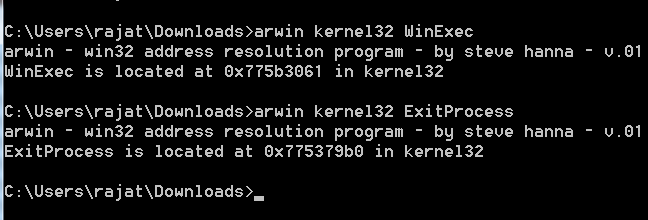 C:\Users\rajat\Downloads>arwin kernel32 WinExec
arwin - win32 address resolution program - by steve hanna - v.01
WinExec is located at 0x775b3061 in kernel32
C:\Users\rajat\Downloads>arwin kernel32 ExitProcess
arwin - win32 address resolution program - by steve hanna - v.01
ExitProcess is located at 0x775379b0 in kernel32
C:\Users\rajat\Downloads>_